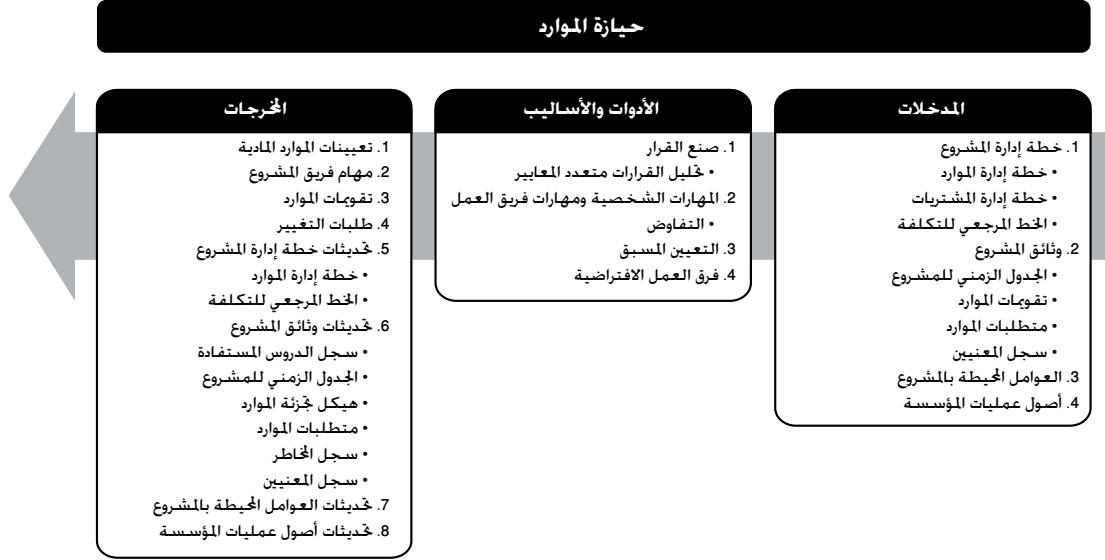 حيازة الموارد
المدخلات
1. خطة إدارة المشروع
• خطة إدارة الموارد
• خطة إدارة المشتريات
• الخط المرجعي للتكلفة
2. وثائق المشروع
• الجدول الزمني للمشروع
• تقويمات الموارد
• متطلبات الموارد
• سجل المعنيين
3. العوامل المحيطة بالمشروع
4. أصول عمليات المؤسسة
الأدوات والأساليب
1. صنع القرار
• تحليل القرارات متعدد المعايير
2. المهارات الشخصية ومهارات فريق العمل
• التفاوض
3. التعيين المسبق
4. فرق العمل الافتراضية
المخرجات
1. تعيينات الموارد المادية
2. مهام فريق المشروع
3. تقويمات الموارد
4. طلبات التغيير
5. تحديثات خطة إدارة المشروع
• خطة إدارة الموارد
• الخط المرجعي للتكلفة
6. تحديثات وثائق المشروع
• سجل الدروس المستفادة
• الجدول الزمني للمشروع
• هيكل تجزئة الموارد
• متطلبات الموارد
• سجل المخاطر
• سجل المعنيين
7. تحديثات العوامل المحيطة بالمشروع
8. تحديثات أصول عمليات المؤسسة